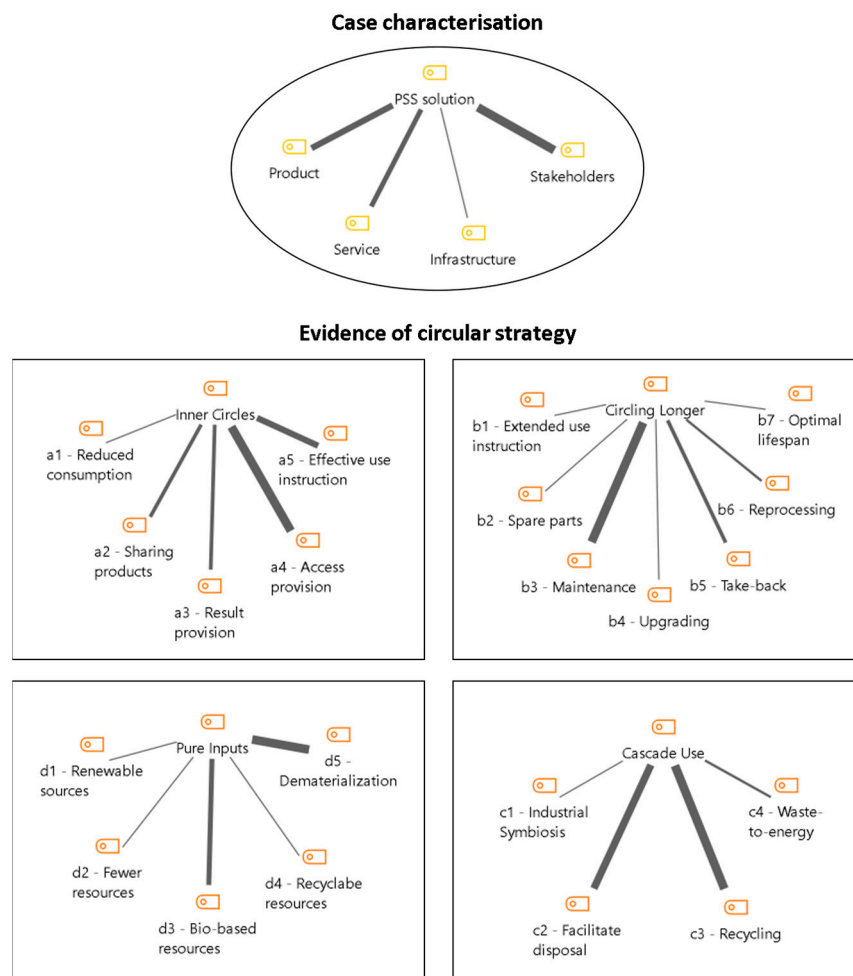 Case characterisation
PSS solution
Product
Stakeholders
Service
Infrastructure
Evidence of circular strategy
Inner Circles
a1 - Reduced
consumption
a5 - Effective use
instruction
a2 - Sharing
products
a4 - Access
provision
a3 - Result
provision
Circling Longer
b1 - Extended use
instruction
b7 - Optimal
lifespan
b2 - Spare parts
b6 - Reprocessing
b3 - Maintenance
b5 - Take-back
b4 - Upgrading
Pure Inputs
d1 - Renewable
sources
d5 -
Dematerialization
d2 - Fewer
resources
d4 - Recyclabe
resources
d3 - Bio-based
resources
Cascade Use
c1 - Industrial
Symbiosis
c4 - Waste-
to-energy
c2 - Facilitate
disposal
c3 - Recycling